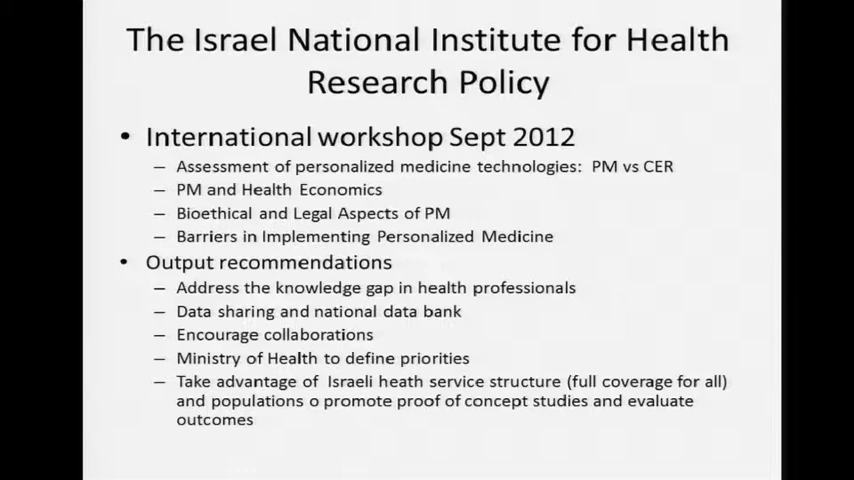 The Israel National Institute for Health
Research Policy
• International workshop Sept 2012
– Assessment of personalized medicine technologies: PM vs CER
– PM and Health Economics
– Bioethical and Legal Aspects of PM
– Barriers in Implementing Personalized Medicine
• Output recommendations
– Address the knowledge gap in health professionals
– Data sharing and national data bank
– Encourage collaborations
– Ministry of Health to define priorities
– Take advantage of Israeli heath service structure (full coverage for all)
and populations o promote proof of concept studies and evaluate
outcomes